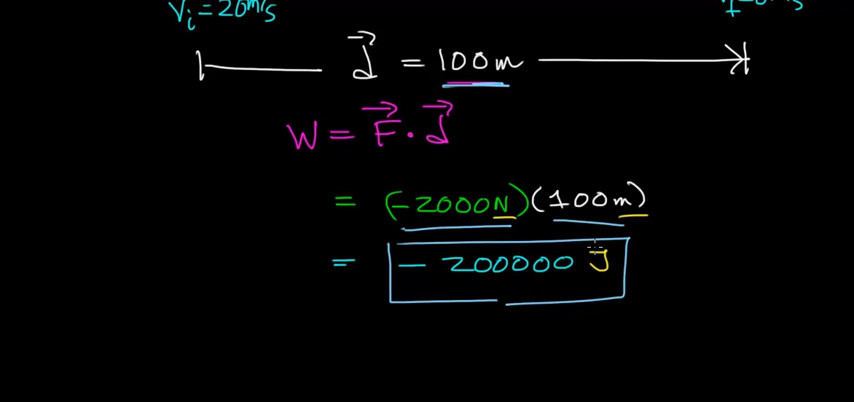 Vi = 20 m/s
d = 100m
W = F · d
= (-2000N)(100m)
= - 200000 J